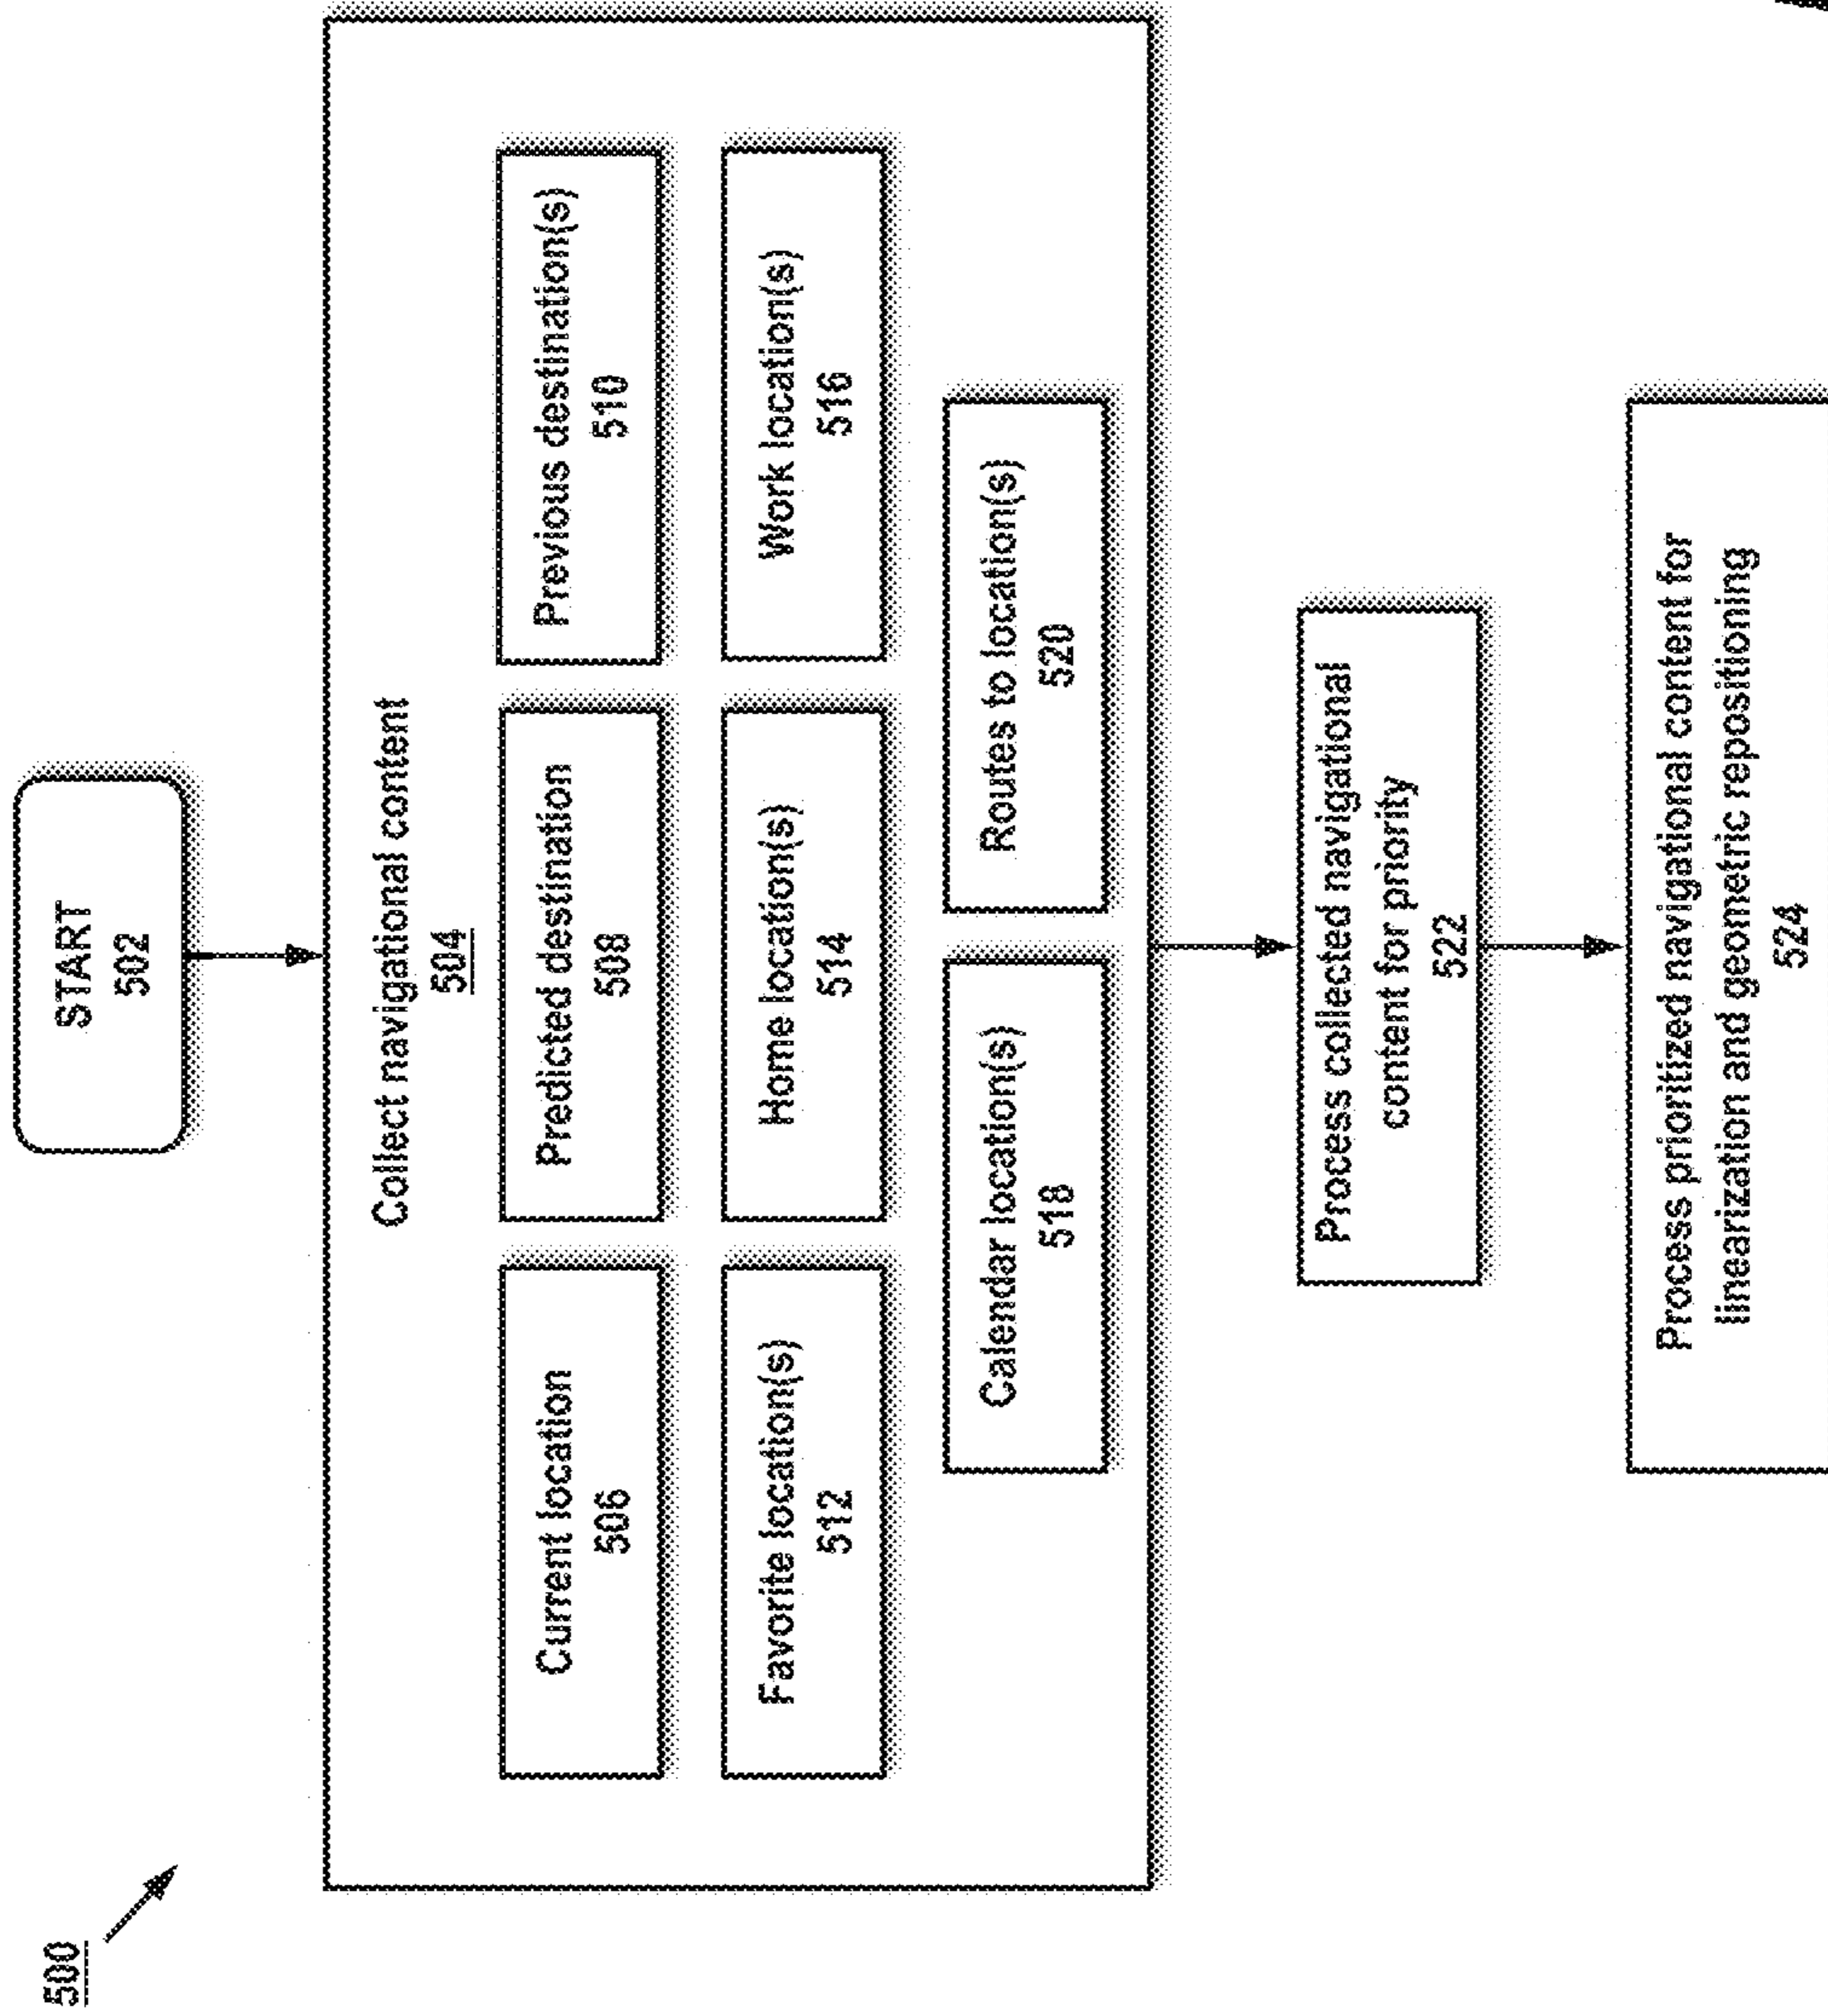 500
START
502
Collect navigational content
504
Current location
506
Predicted destination
508
Previous destination(s)
510
Favorite location(s)
512
Home location(s)
514
Work location(s)
516
Calendar location(s)
518
Routes to location(s)
520
Process collected navigational
content for priority
522
Process prioritized navigational content for
linearization and geometric repositioning
524